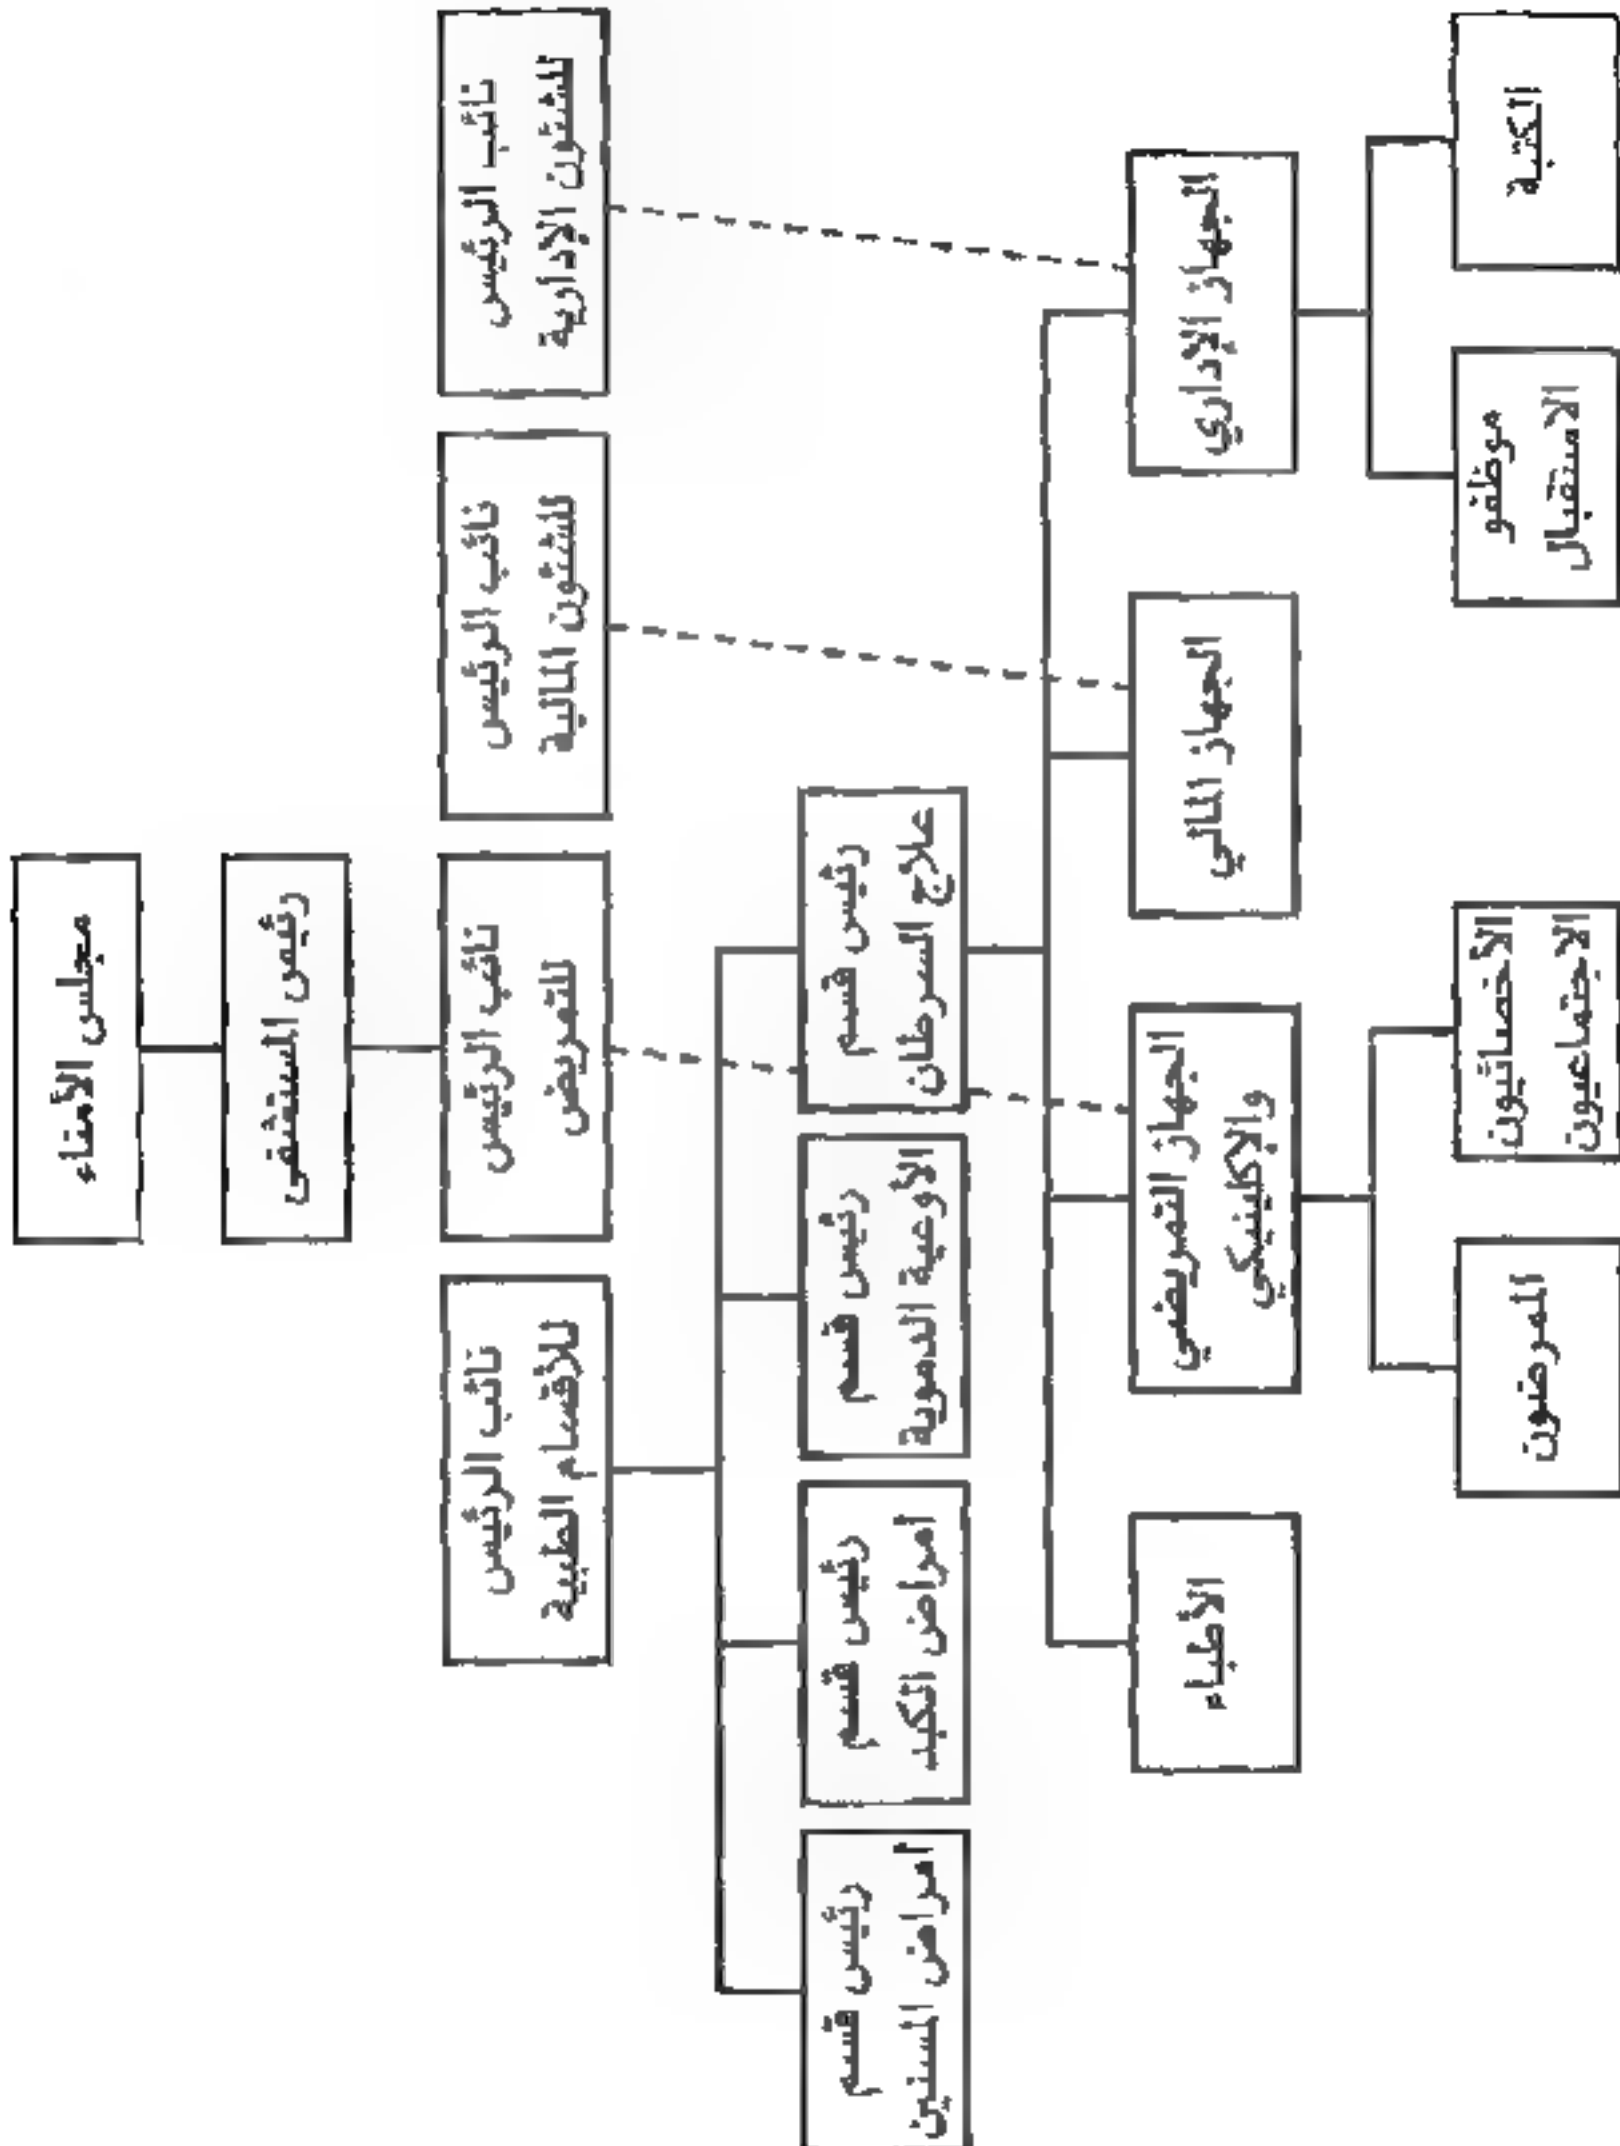 مجلس الأمناء
رئيس المستشفى
نائب الرئيس
للشئون الإدارية
نائب الرئيس
للشئون المالية
نائب الرئيس
للتمريض
نائب الرئيس
للأقسام الطبية
رئيس قسم
علاج السرطان
رئيس قسم
الأوعية الدموية
رئيس قسم
أمراض الكبد
رئيس قسم
أمراض المسنين
الجهاز الإداري
الجهاز المالي
الجهاز التمريضي
والإكلينيكي
الأطباء
الكتبة
موظفو
الاستقبال
الأخصائيون
الاجتماعيون
الممرضون